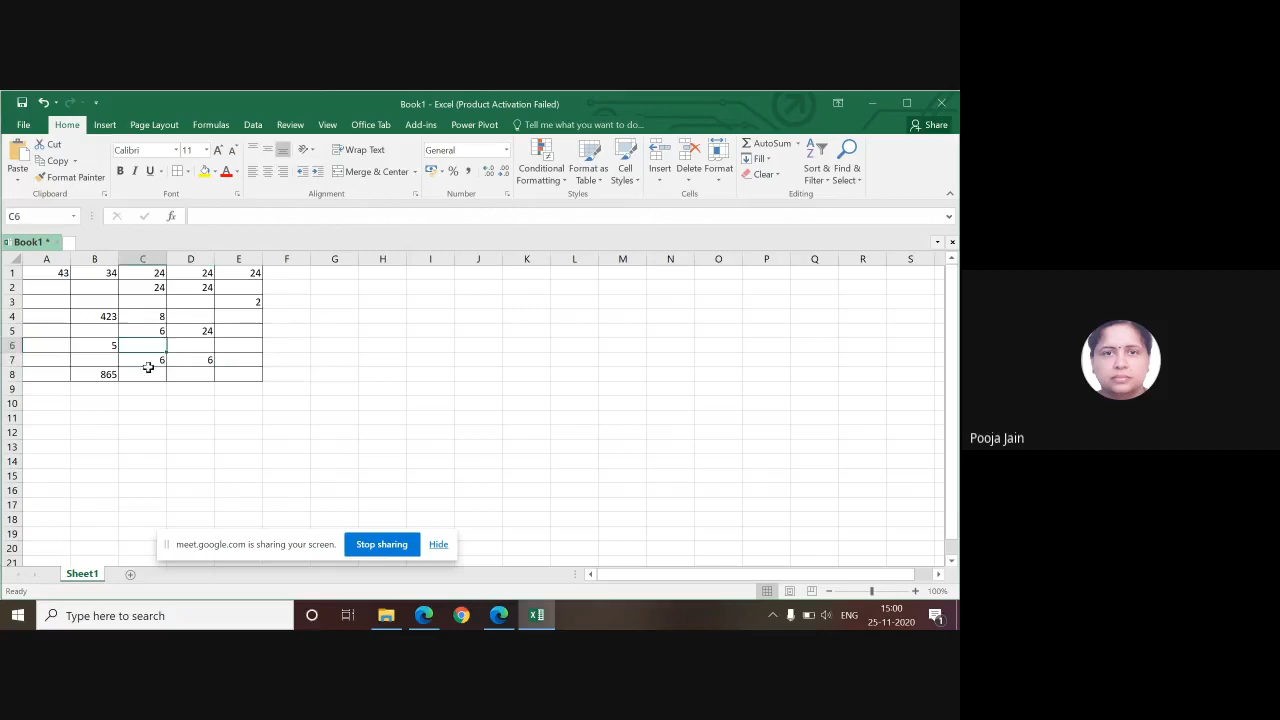 Book1 - Excel (Product Activation Failed)
File Home Insert Page Layout Formulas Data Review View Office Tab Add-ins Power Pivot Tell me what you want to do... Share
Cut
Copy
Format Painter
Paste
Clipboard
Calibri 11
B I U A
Font
Wrap Text
Merge & Center
Alignment
General
%
Number
Conditional Formatting
Format as Table
Cell Styles
Styles
Insert Delete Format
Cells
AutoSum
Fill
Clear
Sort & Filter
Find & Select
Editing
C6 fx
Book1 *
A B C D E F G H I J K L M N O P Q R S
1 43 34 24 24 24
2 24 24
3 2
4 423 8
5 6 24
6 5
7 6 6
8 865
9
10
11
12
13
14
15
16
17
18
19
20
21
meet.google.com is sharing your screen. Stop sharing Hide
Sheet1
Ready 100%
Type here to search ENG 15:00
25-11-2020 1
Pooja Jain